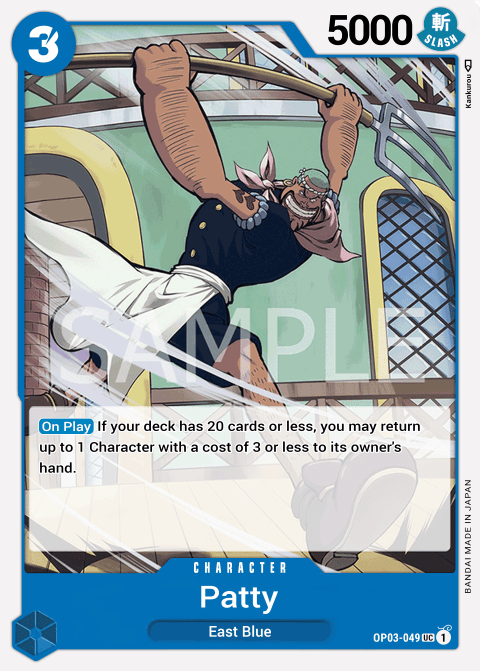 3
5000
斬
SLASH
Kankurou
SAMPLE
On Play If your deck has 20 cards or less, you may return
up to 1 Character with a cost of 3 or less to its owner's
hand.
BANDAI MADE IN JAPAN
CHARACTER
Patty
East Blue
OP03-049 UC 1